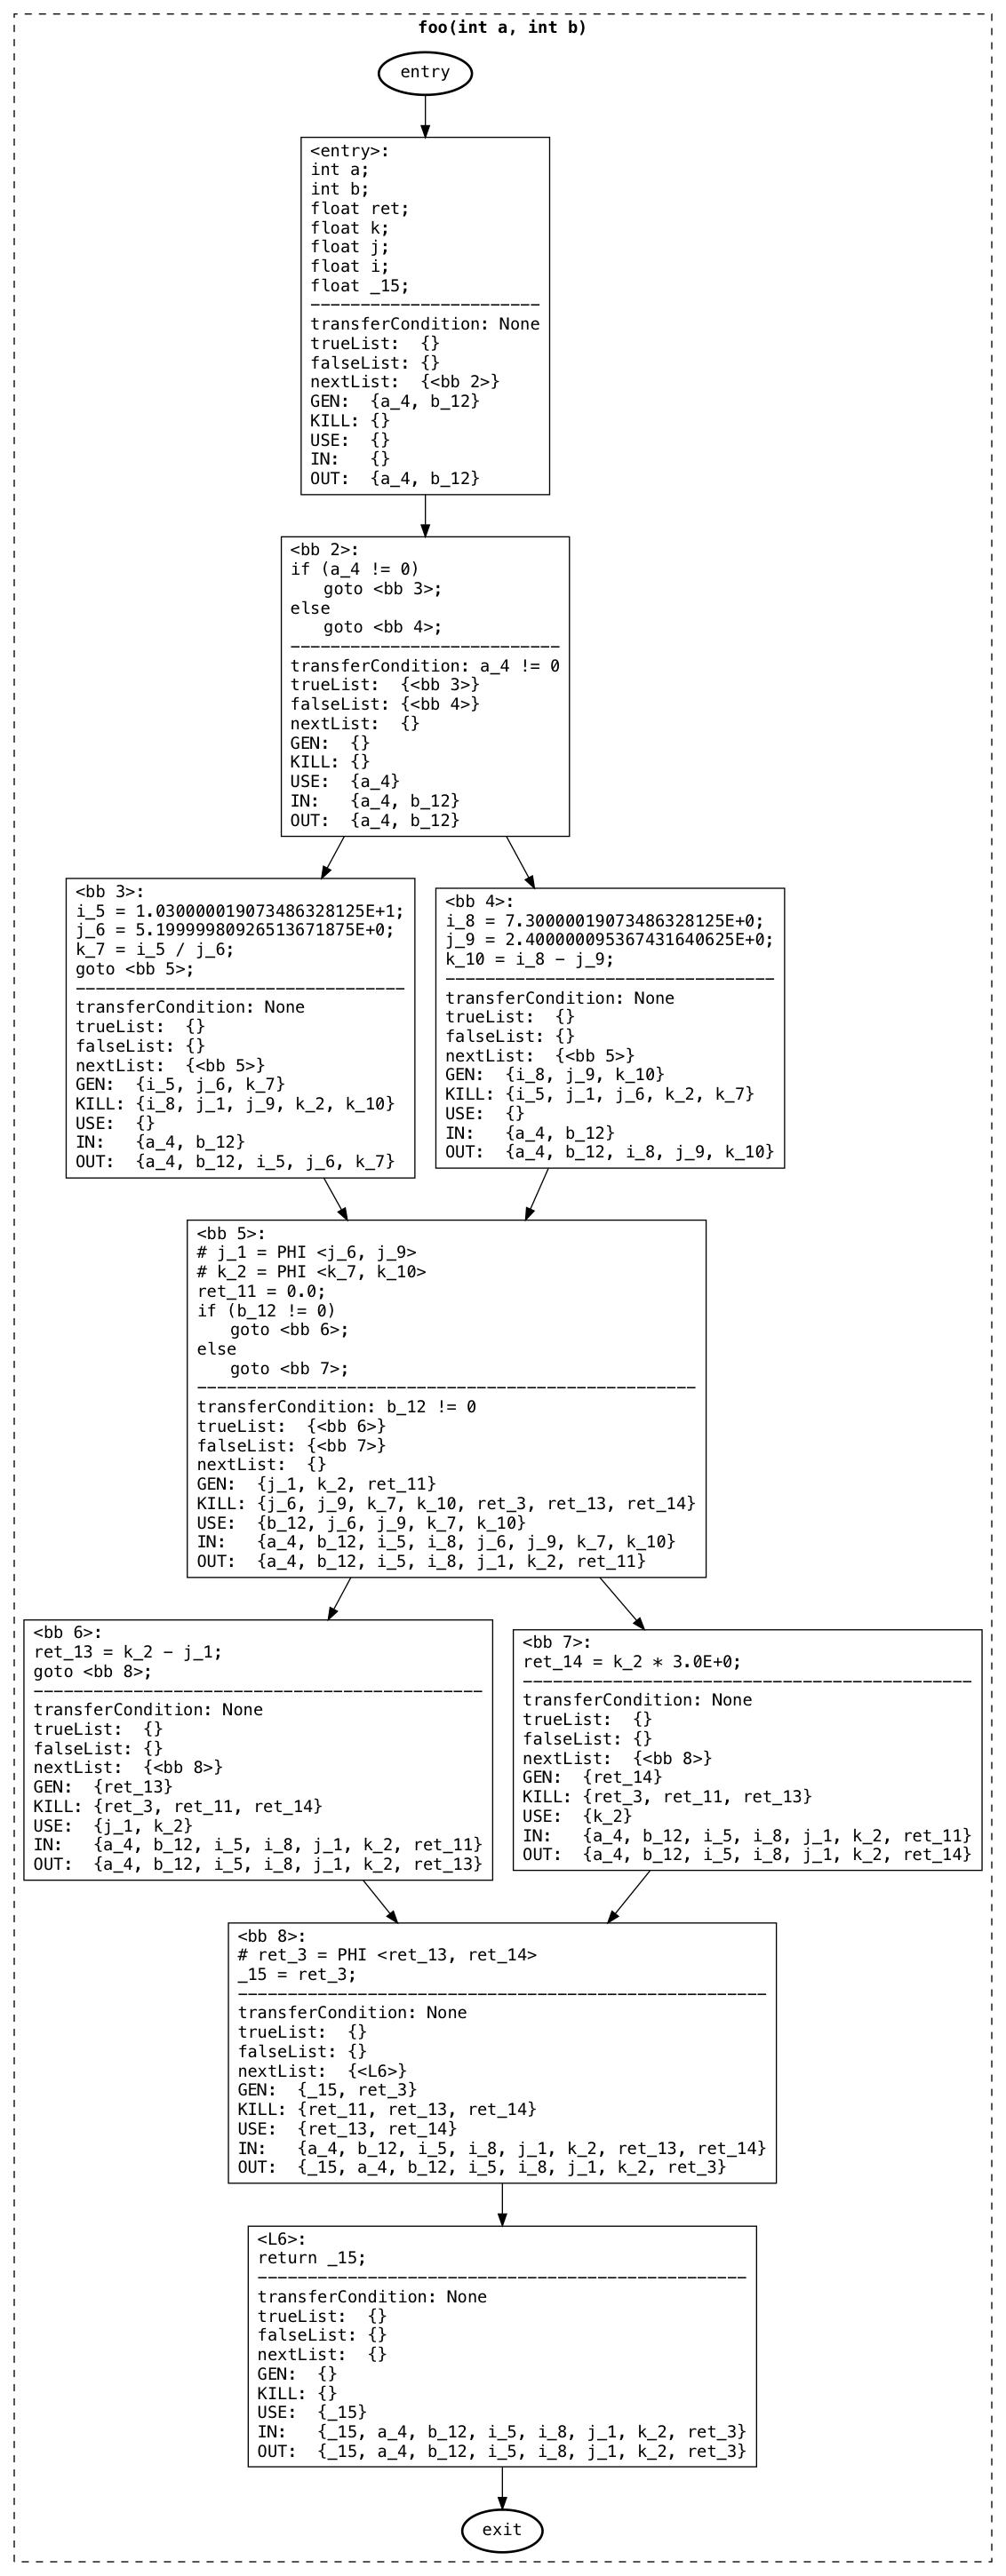 foo(int a, int b)
entry
<entry>:
int a;
int b;
float ret;
float k;
float j;
float i;
float _15;
-----------------------
transferCondition: None
trueList:  {}
falseList: {}
nextList:  {<bb 2>}
GEN:  {a_4, b_12}
KILL: {}
USE:  {}
IN:   {}
OUT:  {a_4, b_12}
<bb 2>:
if (a_4 != 0)
   goto <bb 3>;
else
   goto <bb 4>;
---------------------------
transferCondition: a_4 != 0
trueList:  {<bb 3>}
falseList: {<bb 4>}
nextList:  {}
GEN:  {}
KILL: {}
USE:  {a_4}
IN:   {a_4, b_12}
OUT:  {a_4, b_12}
<bb 3>:
i_5 = 1.030000019073486328125E+1;
j_6 = 5.19999980926513671875E+0;
k_7 = i_5 / j_6;
goto <bb 5>;
---------------------------------
transferCondition: None
trueList:  {}
falseList: {}
nextList:  {<bb 5>}
GEN:  {i_5, j_6, k_7}
KILL: {i_8, j_1, j_9, k_2, k_10}
USE:  {}
IN:   {a_4, b_12}
OUT:  {a_4, b_12, i_5, j_6, k_7}
<bb 4>:
i_8 = 7.30000019073486328125E+0;
j_9 = 2.400000095367431640625E+0;
k_10 = i_8 - j_9;
---------------------------------
transferCondition: None
trueList:  {}
falseList: {}
nextList:  {<bb 5>}
GEN:  {i_8, j_9, k_10}
KILL: {i_5, j_1, j_6, k_2, k_7}
USE:  {}
IN:   {a_4, b_12}
OUT:  {a_4, b_12, i_8, j_9, k_10}
<bb 5>:
# j_1 = PHI <j_6, j_9>
# k_2 = PHI <k_7, k_10>
ret_11 = 0.0;
if (b_12 != 0)
   goto <bb 6>;
else
   goto <bb 7>;
--------------------------------------------------
transferCondition: b_12 != 0
trueList:  {<bb 6>}
falseList: {<bb 7>}
nextList:  {}
GEN:  {j_1, k_2, ret_11}
KILL: {j_6, j_9, k_7, k_10, ret_3, ret_13, ret_14}
USE:  {b_12, j_6, j_9, k_7, k_10}
IN:   {a_4, b_12, i_5, i_8, j_6, j_9, k_7, k_10}
OUT:  {a_4, b_12, i_5, i_8, j_1, k_2, ret_11}
<bb 6>:
ret_13 = k_2 - j_1;
goto <bb 8>;
---------------------------------------------
transferCondition: None
trueList:  {}
falseList: {}
nextList:  {<bb 8>}
GEN:  {ret_13}
KILL: {ret_3, ret_11, ret_14}
USE:  {j_1, k_2}
IN:   {a_4, b_12, i_5, i_8, j_1, k_2, ret_11}
OUT:  {a_4, b_12, i_5, i_8, j_1, k_2, ret_13}
<bb 7>:
ret_14 = k_2 * 3.0E+0;
---------------------------------------------
transferCondition: None
trueList:  {}
falseList: {}
nextList:  {<bb 8>}
GEN:  {ret_14}
KILL: {ret_3, ret_11, ret_13}
USE:  {k_2}
IN:   {a_4, b_12, i_5, i_8, j_1, k_2, ret_11}
OUT:  {a_4, b_12, i_5, i_8, j_1, k_2, ret_14}
<bb 8>:
# ret_3 = PHI <ret_13, ret_14>
_15 = ret_3;
-----------------------------------------------------
transferCondition: None
trueList:  {}
falseList: {}
nextList:  {<L6>}
GEN:  {_15, ret_3}
KILL: {ret_11, ret_13, ret_14}
USE:  {ret_13, ret_14}
IN:   {a_4, b_12, i_5, i_8, j_1, k_2, ret_13, ret_14}
OUT:  {_15, a_4, b_12, i_5, i_8, j_1, k_2, ret_3}
<L6>:
return _15;
-------------------------------------------------
transferCondition: None
trueList:  {}
falseList: {}
nextList:  {}
GEN:  {}
KILL: {}
USE:  {_15}
IN:   {_15, a_4, b_12, i_5, i_8, j_1, k_2, ret_3}
OUT:  {_15, a_4, b_12, i_5, i_8, j_1, k_2, ret_3}
exit